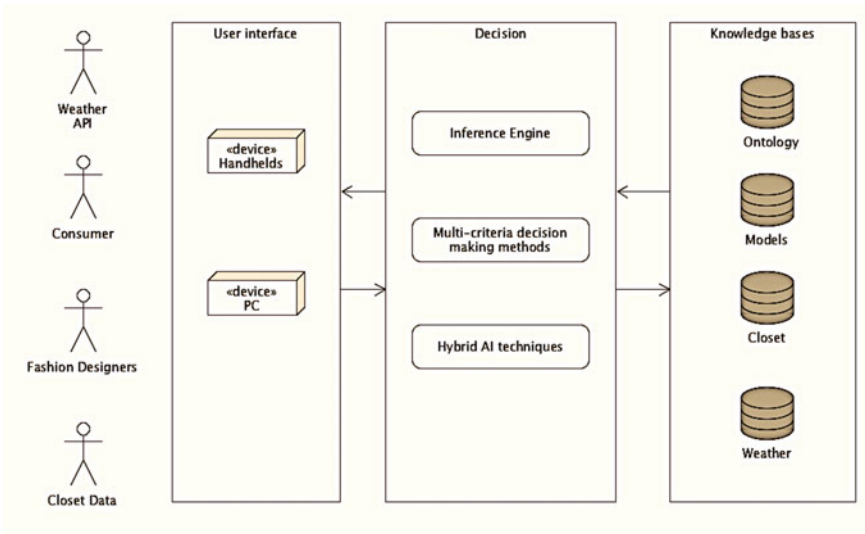 Weather
API
Consumer
Fashion Designers
Closet Data
User interface
«device»
Handhelds
«device»
PC
Decision
Inference Engine
Multi-criteria decision
making methods
Hybrid AI techniques
Knowledge bases
Ontology
Models
Closet
Weather